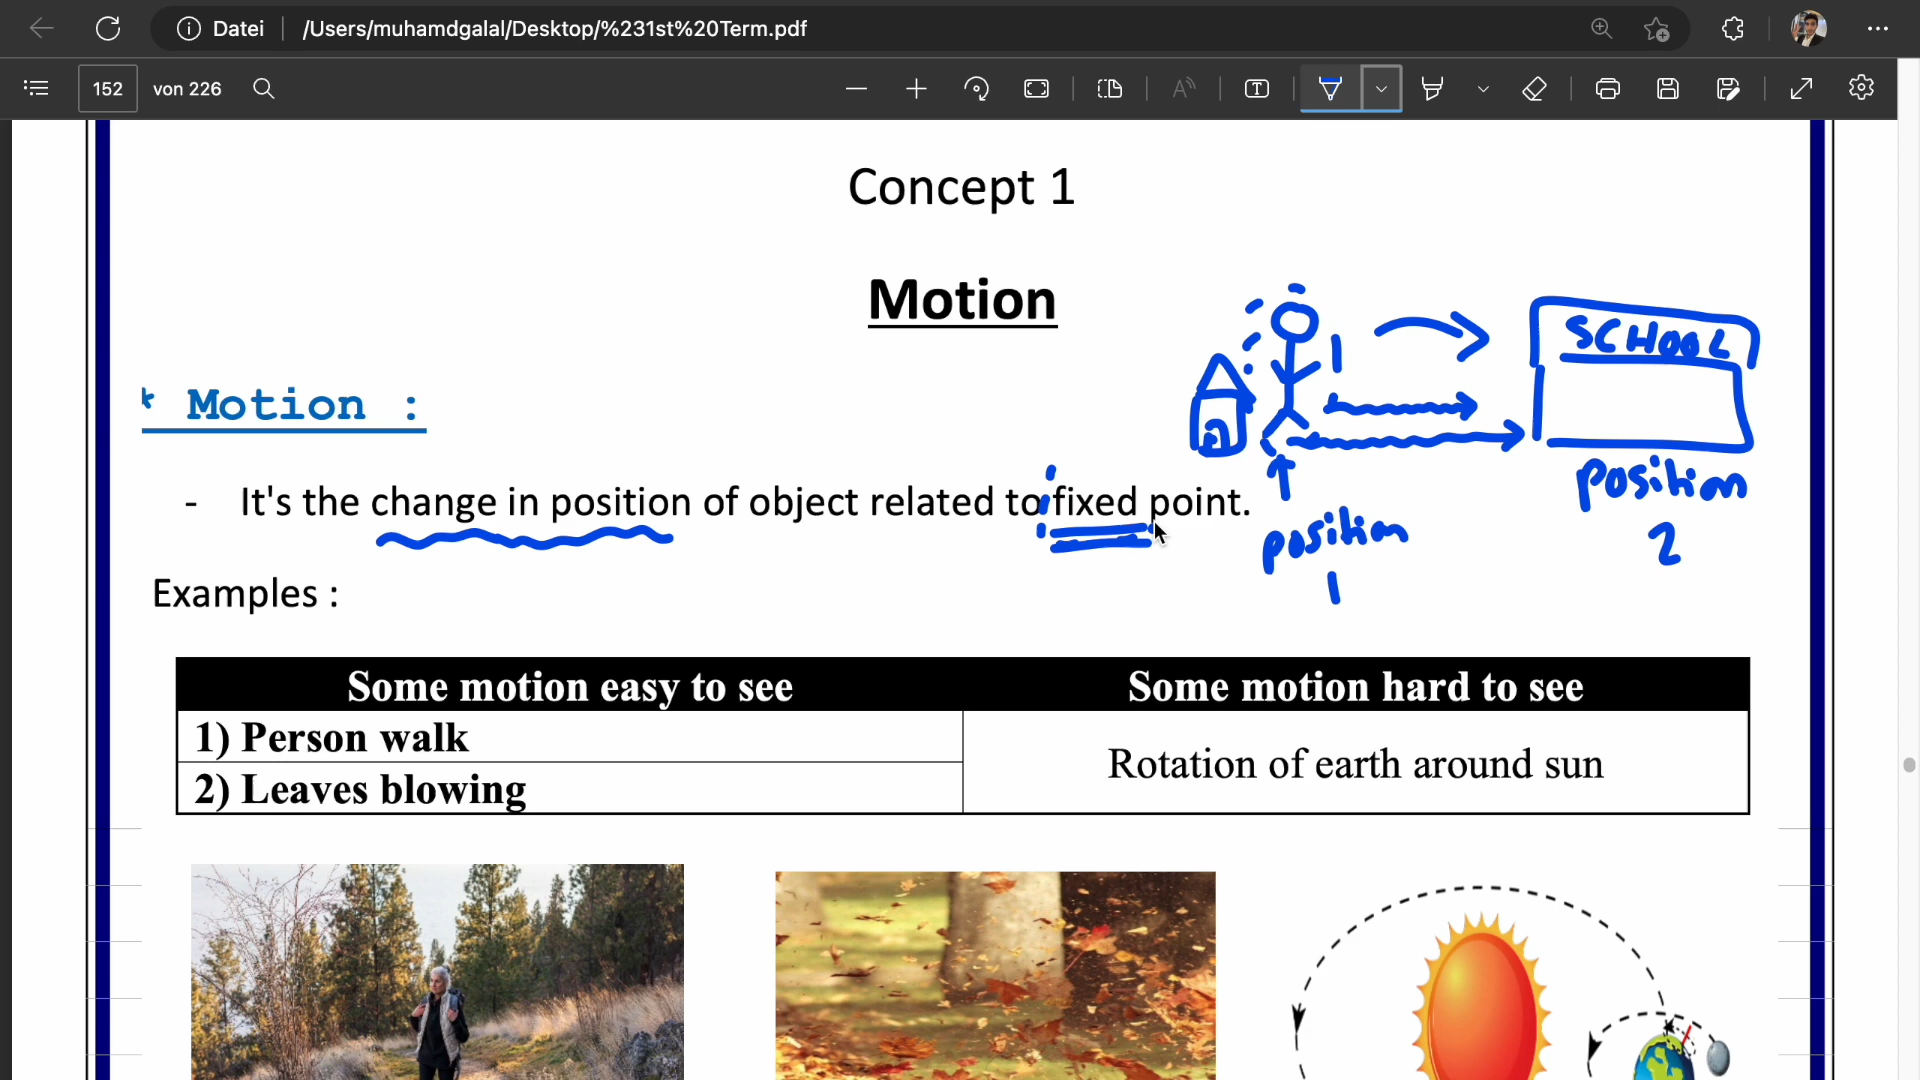 Datei /Users/muhamdgalal/Desktop/%231st%20Term.pdf
152 von 226
Concept 1
Motion
SCHOOL
* Motion :
- It's the change in position of object related to fixed point.
position
1
position
2
Examples :
Some motion easy to see
Some motion hard to see
1) Person walk
2) Leaves blowing
Rotation of earth around sun